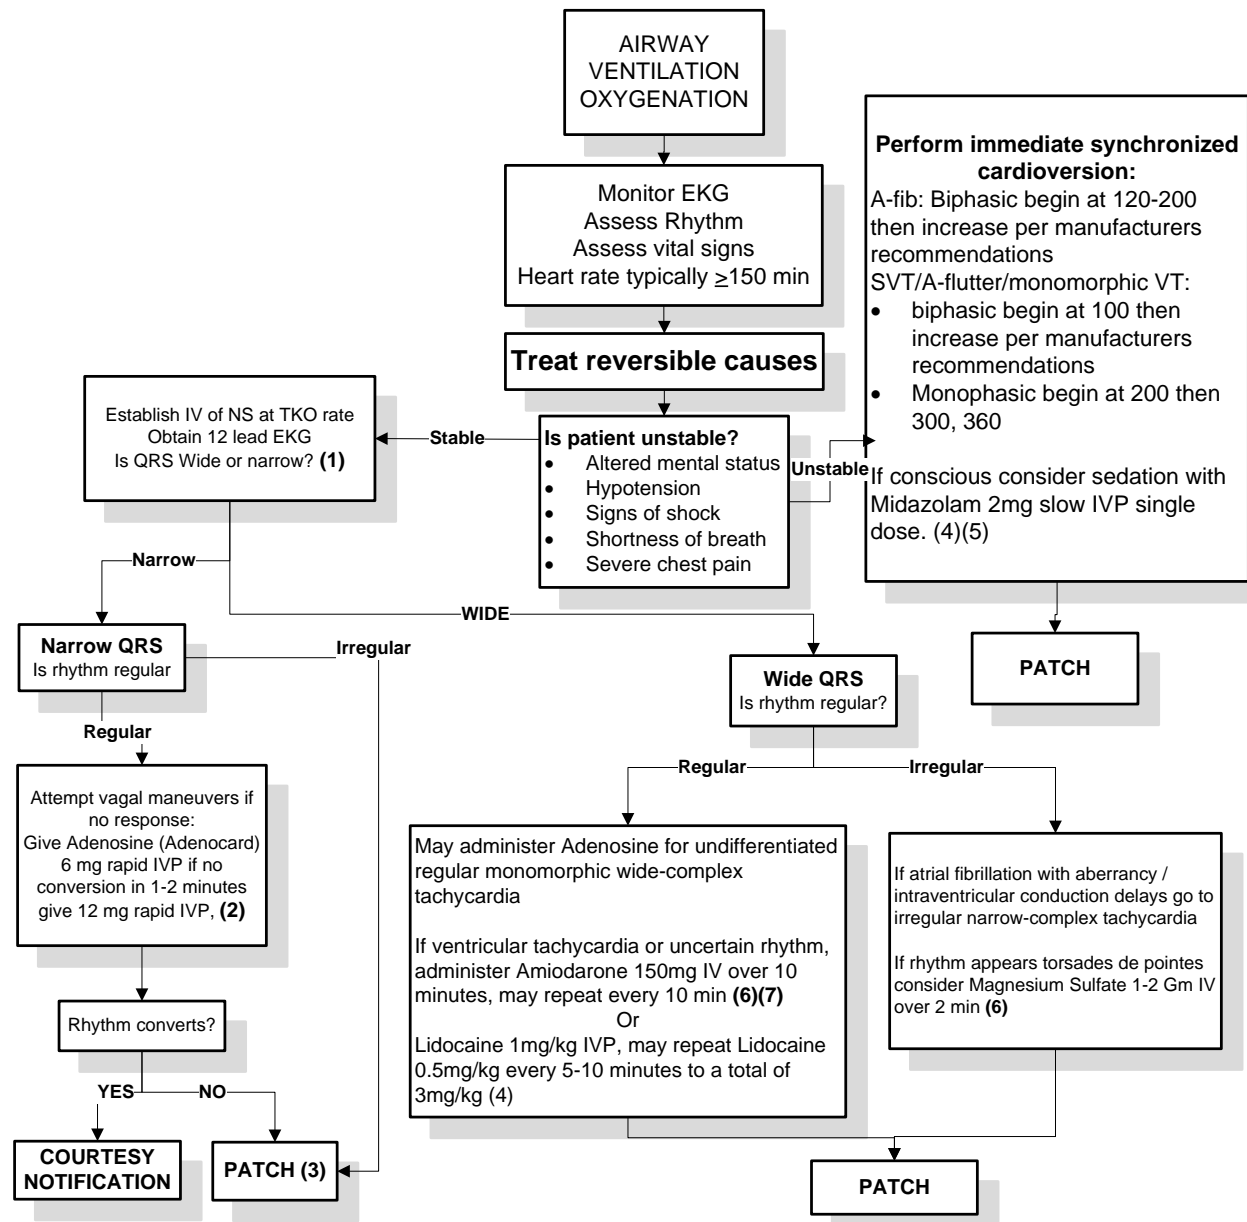 AIRWAY
VENTILATION
OXYGENATION
Monitor EKG
Assess Rhythm
Assess vital signs
Heart rate typically ≥150 min
Treat reversible causes
Perform immediate synchronized
cardioversion:
A-fib: Biphasic begin at 120-200
then increase per manufacturers
recommendations
SVT/A-flutter/monomorphic VT:
• biphasic begin at 100 then
increase per manufacturers
recommendations
• Monophasic begin at 200 then
300, 360
If conscious consider sedation with
Midazolam 2mg slow IVP single
dose. (4)(5)
PATCH
Is patient unstable?
• Altered mental status
• Hypotension
• Signs of shock
• Shortness of breath
• Severe chest pain
Unstable
Stable
Establish IV of NS at TKO rate
Obtain 12 lead EKG
Is QRS Wide or narrow? (1)
Narrow
WIDE
Narrow QRS
Is rhythm regular
Irregular
Regular
Attempt vagal maneuvers if
no response:
Give Adenosine (Adenocard)
6 mg rapid IVP if no
conversion in 1-2 minutes
give 12 mg rapid IVP, (2)
Rhythm converts?
YES
NO
COURTESY
NOTIFICATION
PATCH (3)
Wide QRS
Is rhythm regular?
Regular
Irregular
May administer Adenosine for undifferentiated
regular monomorphic wide-complex
tachycardia
If ventricular tachycardia or uncertain rhythm,
administer Amiodarone 150mg IV over 10
minutes, may repeat every 10 min (6)(7)
Or
Lidocaine 1mg/kg IVP, may repeat Lidocaine
0.5mg/kg every 5-10 minutes to a total of
3mg/kg (4)
If atrial fibrillation with aberrancy /
intraventricular conduction delays go to
irregular narrow-complex tachycardia
If rhythm appears torsades de pointes
consider Magnesium Sulfate 1-2 Gm IV
over 2 min (6)
PATCH